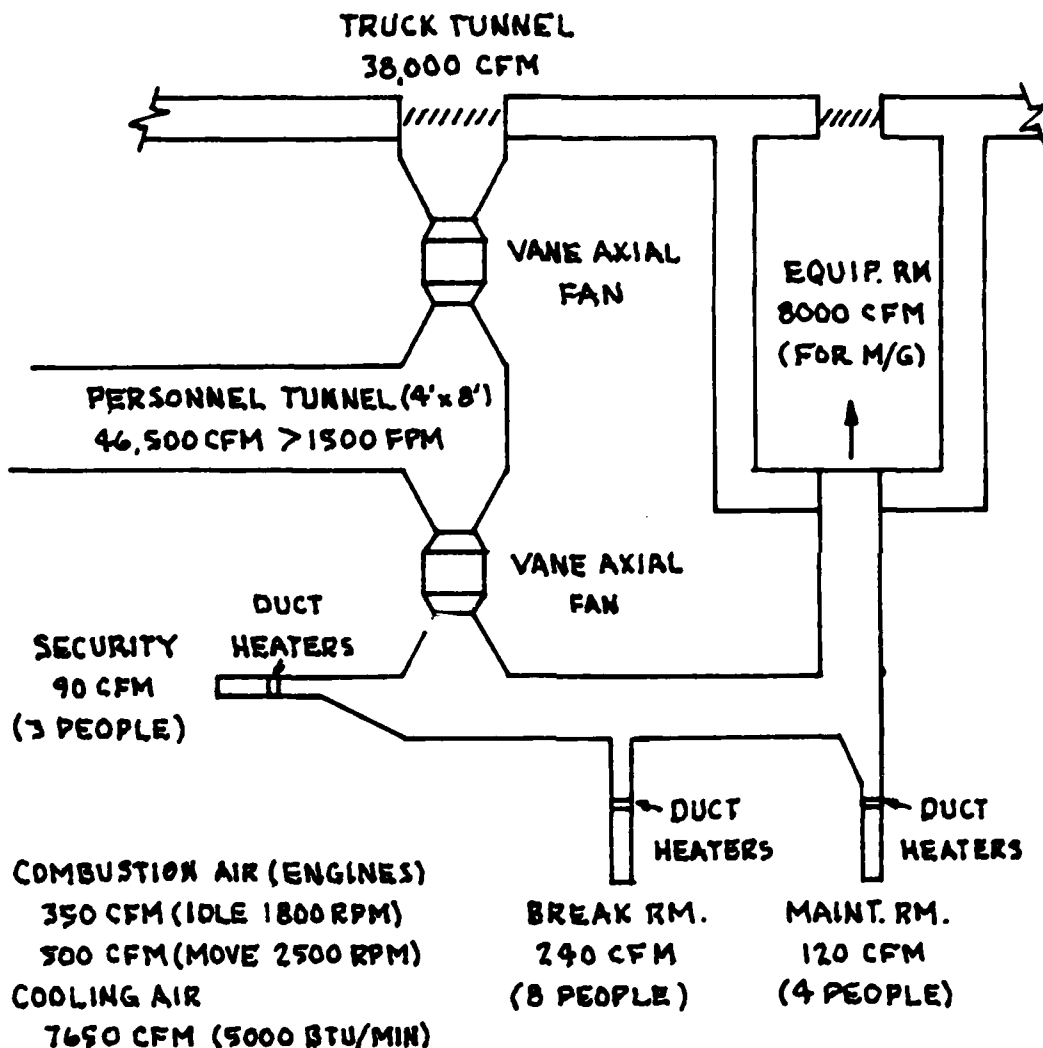 TRUCK TUNNEL
38,000 CFM
VANE AXIAL
FAN
EQUIP. RM
8000 CFM
(FOR M/G)
PERSONNEL TUNNEL (4'x8')
46,500 CFM > 1500 FPM
VANE AXIAL
FAN
DUCT
HEATERS
SECURITY
90 CFM
(3 PEOPLE)
DUCT
HEATERS
DUCT
HEATERS
COMBUSTION AIR (ENGINES)
350 CFM (IDLE 1800 RPM)
500 CFM (MOVE 2500 RPM)
COOLING AIR
7650 CFM (5000 BTU/MIN)
BREAK RM.
240 CFM
(8 PEOPLE)
MAINT. RM.
120 CFM
(4 PEOPLE)